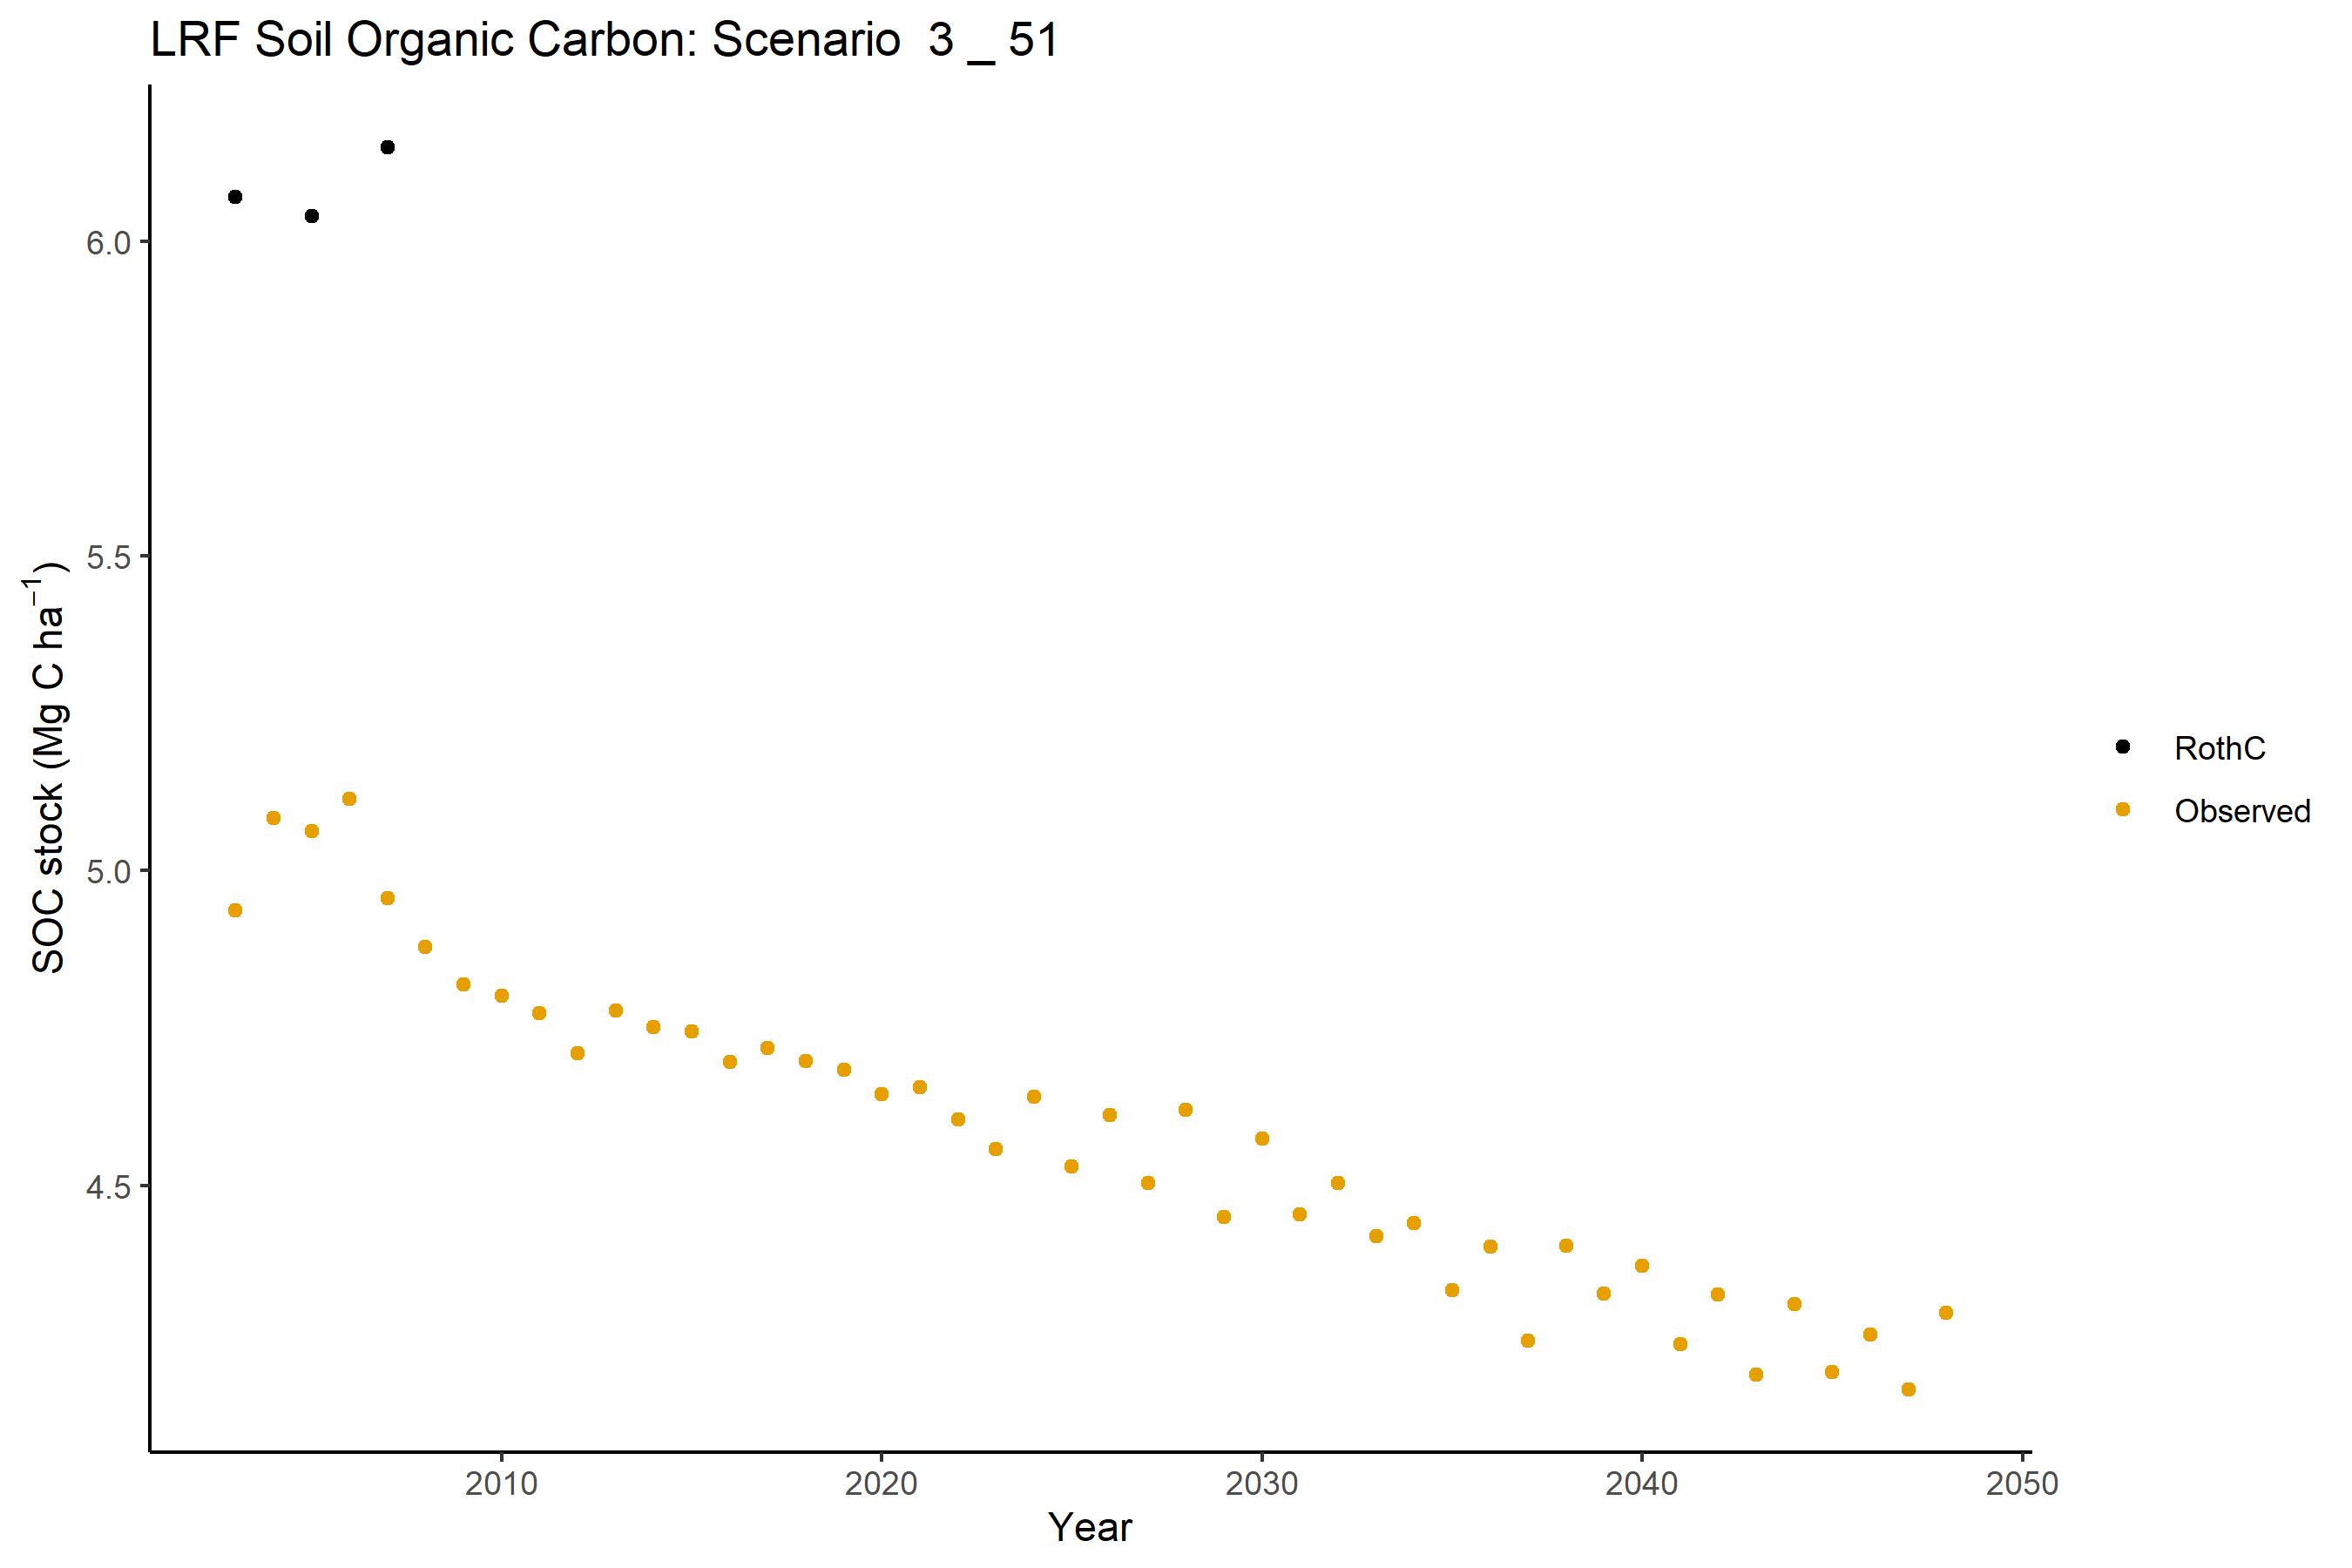 LRF Soil Organic Carbon: Scenario  3 _ 51
SOC stock (Mg C ha⁻¹)
6.0
5.5
5.0
4.5
RothC
Observed
2010 2020 2030 2040 2050
Year